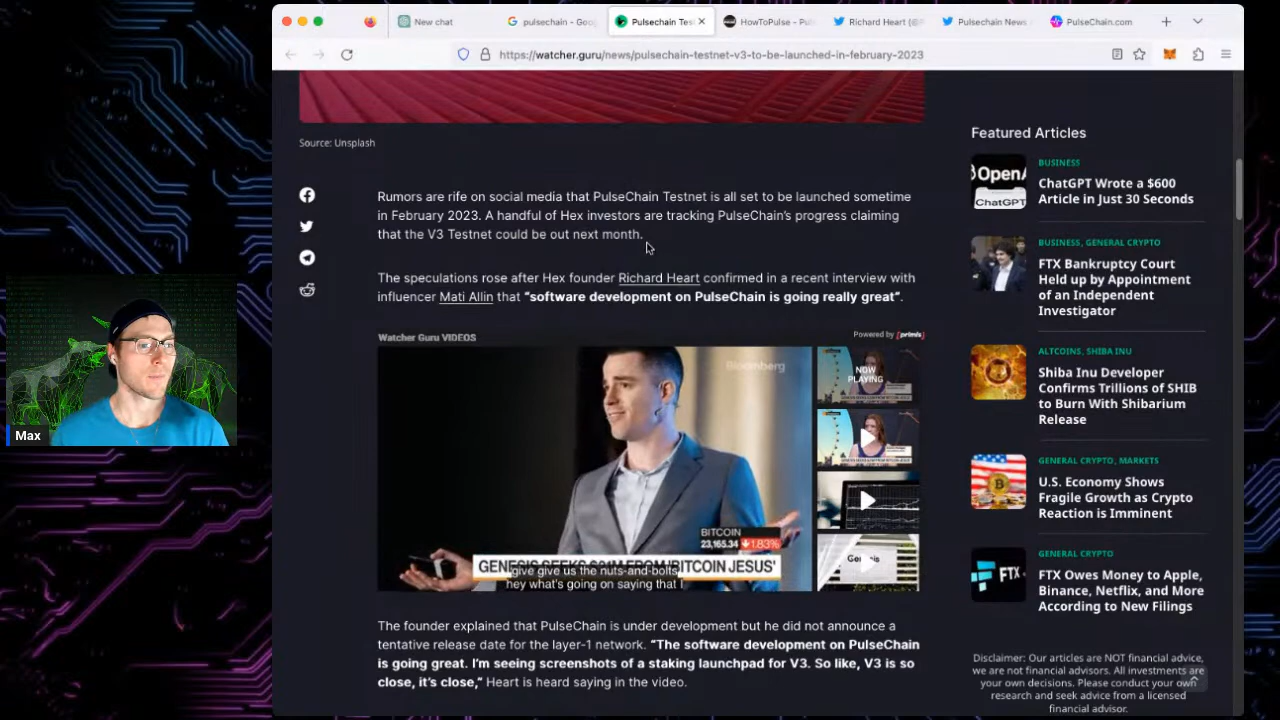 New chat
pulsechain - Goog
Pulsechain Tes
HowToPulse - Pul
Richard Heart (@R
Pulsechain News
PulseChain.com
https://watcher.guru/news/pulsechain-testnet-v3-to-be-launched-in-february-2023
Source: Unsplash
Rumors are rife on social media that PulseChain Testnet is all set to be launched sometime
in February 2023. A handful of Hex investors are tracking PulseChain’s progress claiming
that the V3 Testnet could be out next month.
The speculations rose after Hex founder Richard Heart confirmed in a recent interview with
influencer Mati Allin that “software development on PulseChain is going really great”.
Watcher Guru VIDEOS
Powered by [primis]
Bloomberg
NOW
PLAYING
BITCOIN
23,165.34 1.83%
GENESIS SEEKS FROM 'BITCOIN JESUS'
give give us the nuts-and-bolts,
hey what's going on saying that I
Genesis
The founder explained that PulseChain is under development but he did not announce a
tentative release date for the layer-1 network. “The software development on PulseChain
is going great. I’m seeing screenshots of a staking launchpad for V3. So like, V3 is so
close, it’s close,” Heart is heard saying in the video.
Featured Articles
OpenA
ChatGPT
BUSINESS
ChatGPT Wrote a $600
Article in Just 30 Seconds
BUSINESS, GENERAL CRYPTO
FTX Bankruptcy Court
Held up by Appointment
of an Independent
Investigator
ALTCOINS, SHIBA INU
Shiba Inu Developer
Confirms Trillions of SHIB
to Burn With Shibarium
Release
GENERAL CRYPTO, MARKETS
U.S. Economy Shows
Fragile Growth as Crypto
Reaction is Imminent
FTX
GENERAL CRYPTO
FTX Owes Money to Apple,
Binance, Netflix, and More
According to New Filings
Disclaimer: Our articles are NOT financial advice,
we are not financial advisors. All investments are
your own decisions. Please conduct your own
research and seek advice from a licensed
financial advisor.
Max